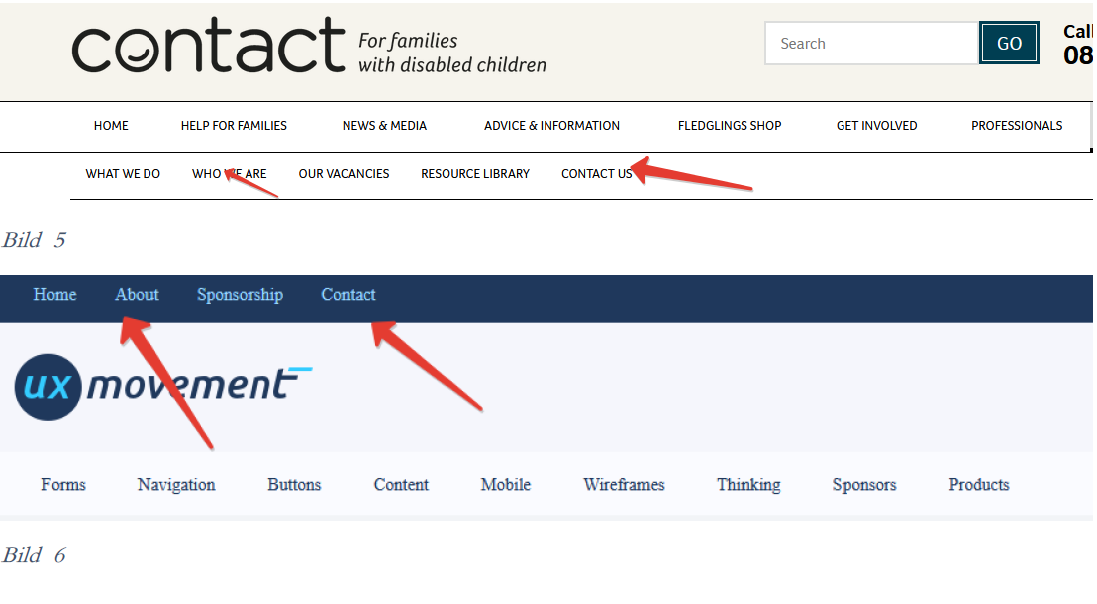 contact For families
with disabled children
Search GO Call
08
HOME HELP FOR FAMILIES NEWS & MEDIA ADVICE & INFORMATION FLEDGLINGS SHOP GET INVOLVED PROFESSIONALS
WHAT WE DO WHO WE ARE OUR VACANCIES RESOURCE LIBRARY CONTACT US
Bild 5
Home About Sponsorship Contact
ux movement
Forms Navigation Buttons Content Mobile Wireframes Thinking Sponsors Products
Bild 6